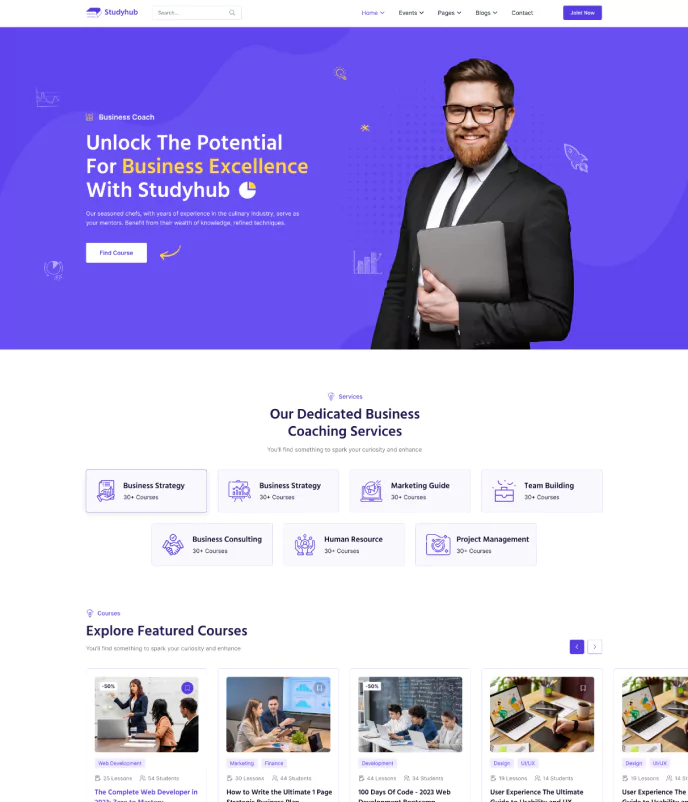 Studyhub
Search...
Home
Events
Pages
Blogs
Contact
Joint Now
Business Coach
Unlock The Potential
For Business Excellence
With Studyhub
Our seasoned chefs, with years of experience in the culinary industry, serve as
your mentors. Benefit from their wealth of knowledge, refined techniques.
Find Course
Services
Our Dedicated Business
Coaching Services
You'll find something to spark your curiosity and enhance
Business Strategy
30+ Courses
Business Strategy
30+ Courses
Marketing Guide
30+ Courses
Team Building
30+ Courses
Business Consulting
30+ Courses
Human Resource
30+ Courses
Project Management
30+ Courses
Courses
Explore Featured Courses
You'll find something to spark your curiosity and enhance
-50%
Web Development
25 Lessons 54 Students
The Complete Web Developer in
Marketing Finance
30 Lessons 44 Students
How to Write the Ultimate 1 Page
-50%
Development
44 Lessons 34 Students
100 Days Of Code - 2023 Web
Design UI/UX
19 Lessons 14 Students
User Experience The Ultimate
Design UI/UX
19 Lessons
User Experience The